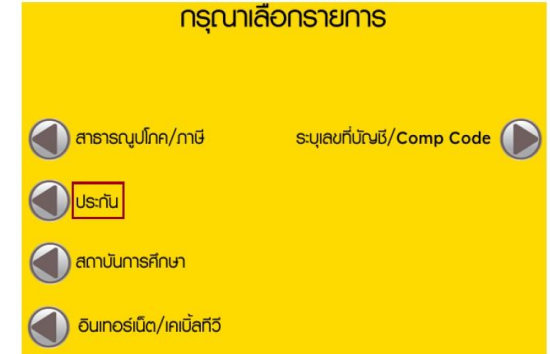 กรุณาเลือกรายการ
สาธารณูปโภค/ภาษี
ระบุเลขที่บัญชี/Comp Code
ประกัน
สถาบันการศึกษา
อินเทอร์เน็ต/เคเบิ้ลทีวี